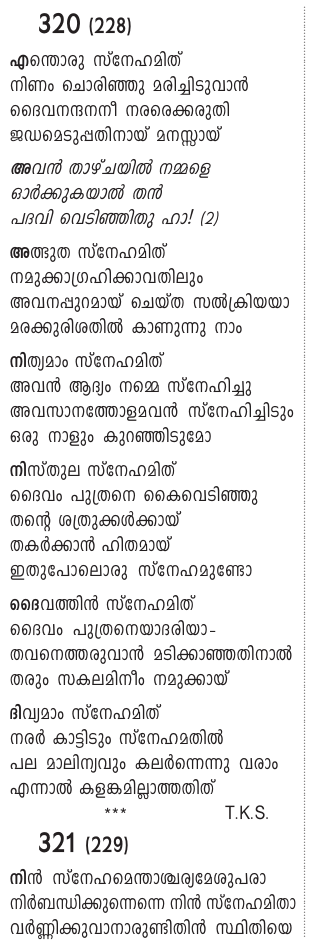 320 (228)
എന്തൊരു സ്നേഹമിത്
നിണം ചൊരിഞ്ഞു മരിച്ചിടുവാൻ
ദൈവനന്ദനനീ നരരെക്കരുതി
ജഡമെടുപ്പതിനായ് മനസ്സായ്
അവൻ താഴ്ചയിൽ നമ്മളെ
ഓർക്കുകയാൽ തൻ
പദവി വെടിഞ്ഞിതു ഹാ! (2)
അത്ഭുത സ്നേഹമിത്
നമുക്കാഗ്രഹിക്കാവതിലും
അവനപ്പുറമായ് ചെയ്ത സൽക്രിയയാ
മരക്കുരിശതിൽ കാണുന്നു നാം
നിത്യമാം സ്നേഹമിത്
അവൻ ആദ്യം നമ്മെ സ്നേഹിച്ചു
അവസാനത്തോളമവൻ സ്നേഹിച്ചിടും
ഒരു നാളും കുറഞ്ഞിടുമോ
നിസ്തുല സ്നേഹമിത്
ദൈവം പുത്രനെ കൈവെടിഞ്ഞു
തന്റെ ശത്രുക്കൾക്കായ്
തകർക്കാൻ ഹിതമായ്
ഇതുപോലൊരു സ്നേഹമുണ്ടോ
ദൈവത്തിൻ സ്നേഹമിത്
ദൈവം പുത്രനെയാദരിയാ-
തവനെത്തരുവാൻ മടിക്കാഞ്ഞതിനാൽ
തരും സകലമിനീം നമുക്കായ്
ദിവ്യമാം സ്നേഹമിത്
നരർ കാട്ടിടും സ്നേഹമതിൽ
പല മാലിന്യവും കലർന്നെന്നു വരാം
എന്നാൽ കളങ്കമില്ലാത്തതിത്
*** T.K.S.
321 (229)
നിൻ സ്നേഹമെന്താശ്ചര്യമേശുപരാ
നിർബന്ധിക്കുന്നെന്നെ നിൻ സ്നേഹമിതാ
വർണ്ണിക്കുവാനാരുണ്ടിതിൻ സ്ഥിതിയെ